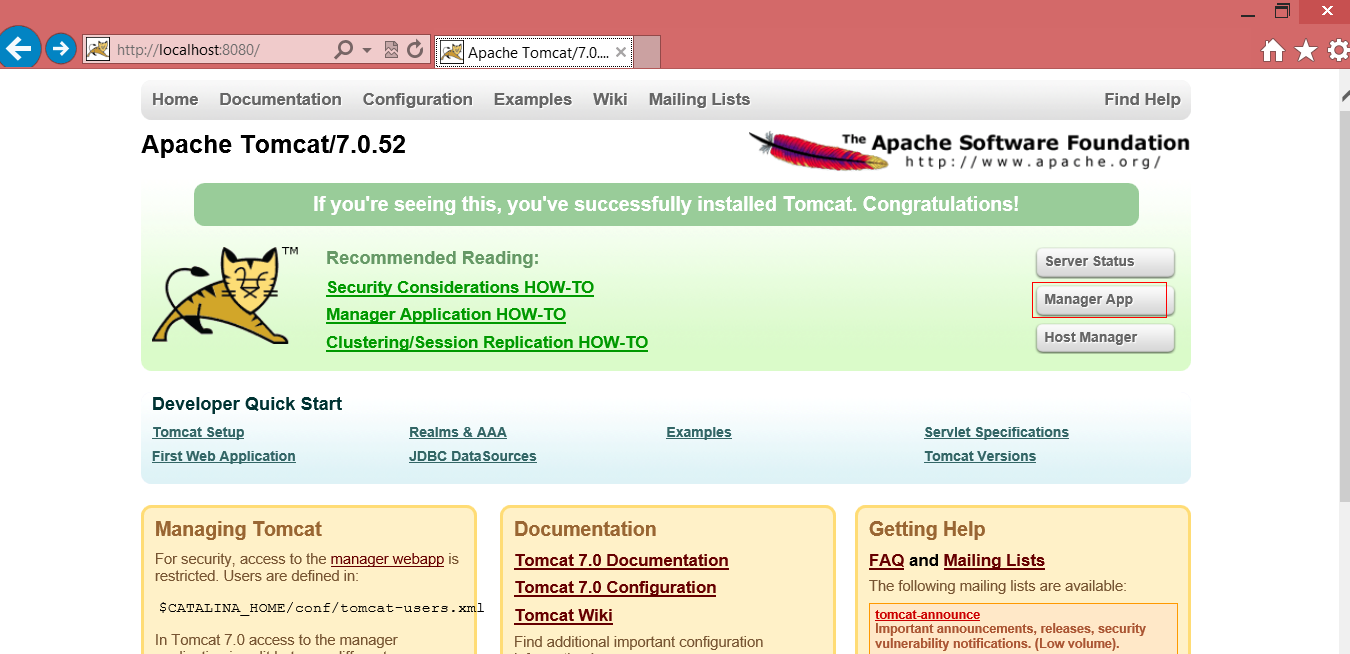 http://localhost:8080/
Apache Tomcat/7.0....
Home Documentation Configuration Examples Wiki Mailing Lists Find Help
Apache Tomcat/7.0.52
The Apache Software Foundation
http://www.apache.org/
If you're seeing this, you've successfully installed Tomcat. Congratulations!
TM
Recommended Reading:
Security Considerations HOW-TO
Manager Application HOW-TO
Clustering/Session Replication HOW-TO
Server Status
Manager App
Host Manager
Developer Quick Start
Tomcat Setup
First Web Application
Realms & AAA
JDBC DataSources
Examples
Servlet Specifications
Tomcat Versions
Managing Tomcat
For security, access to the manager webapp is
restricted. Users are defined in:
$CATALINA_HOME/conf/tomcat-users.xml
In Tomcat 7.0 access to the manager
Documentation
Tomcat 7.0 Documentation
Tomcat 7.0 Configuration
Tomcat Wiki
Find additional important configuration
Getting Help
FAQ and Mailing Lists
The following mailing lists are available:
tomcat-announce
Important announcements, releases, security
vulnerability notifications. (Low volume).